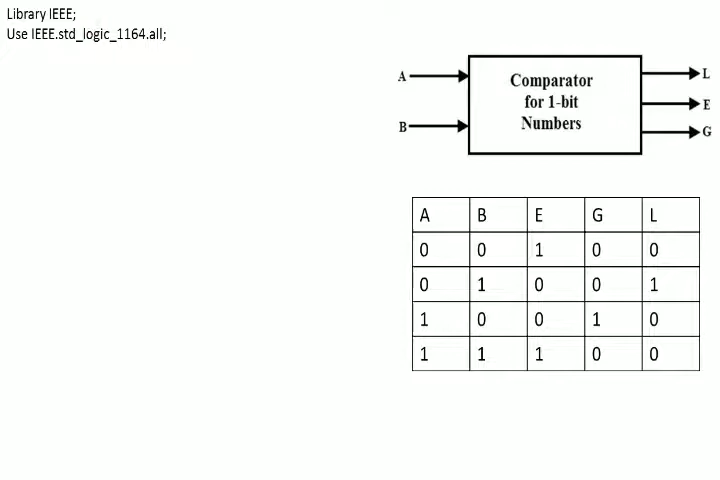 Library IEEE;
Use IEEE.std_logic_1164.all;
A
B
Comparator
for 1-bit
Numbers
L
E
G
A B E G L
0 0 1 0 0
0 1 0 0 1
1 0 0 1 0
1 1 1 0 0